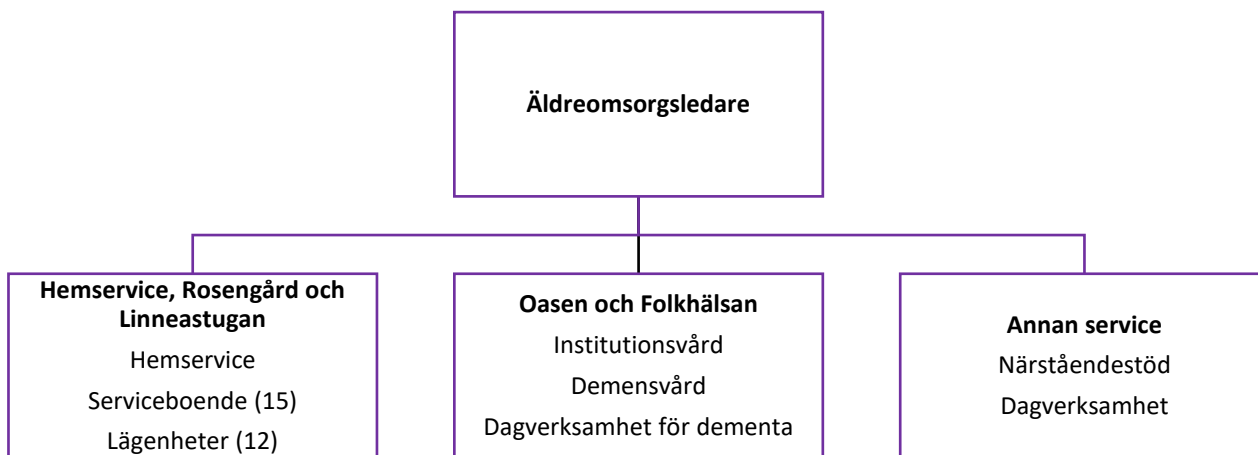 Äldreomsorgsledare
Hemservice, Rosengård och
Linneastugan
Hemservice
Serviceboende (15)
Lägenheter (12)
Oasen och Folkhälsan
Institutionsvård
Demensvård
Dagverksamhet för dementa
Annan service
Närståendestöd
Dagverksamhet